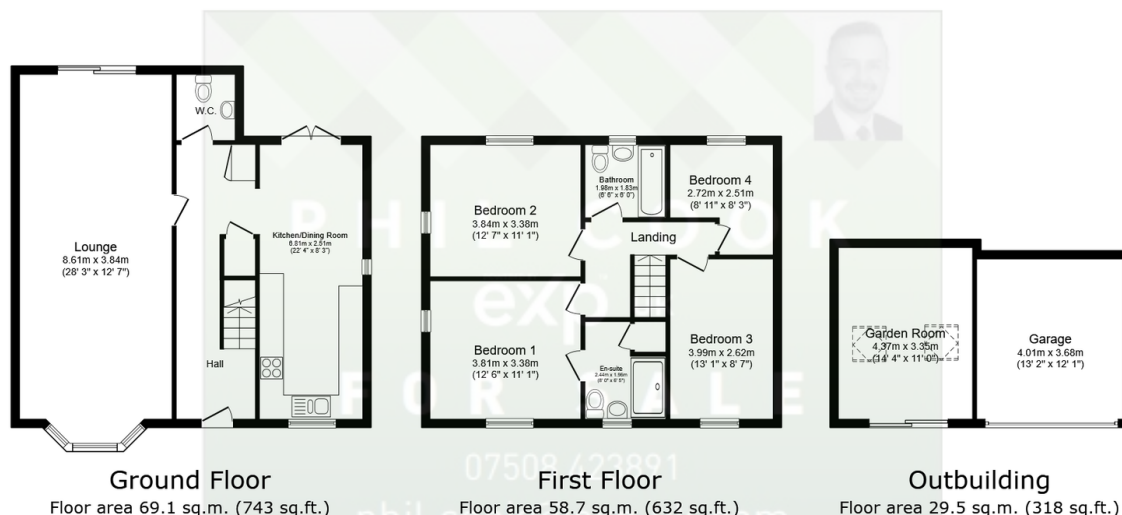 W.C.
Lounge
8.61m x 3.84m
(28' 3" x 12' 7")
Kitchen/Dining Room
6.81m x 2.51m
(22' 4" x 8' 3")
Hall
Ground Floor
Floor area 69.1 sq.m. (743 sq.ft.)
Bedroom 2
3.84m x 3.38m
(12' 7" x 11' 1")
Bathroom
1.98m x 1.83m
(6' 6" x 6' 0")
Bedroom 4
2.72m x 2.51m
(8' 11" x 8' 3")
Landing
Bedroom 1
3.81m x 3.38m
(12' 6" x 11' 1")
En-suite
Bedroom 3
3.99m x 2.62m
(13' 1" x 8' 7")
First Floor
Floor area 58.7 sq.m. (632 sq.ft.)
Garden Room
4.37m x 3.35m
(14' 4" x 11' 0")
Garage
4.01m x 3.68m
(13' 2" x 12' 1")
Outbuilding
Floor area 29.5 sq.m. (318 sq.ft.)
PHIL COOK
exp
FOR SALE
07508 422891